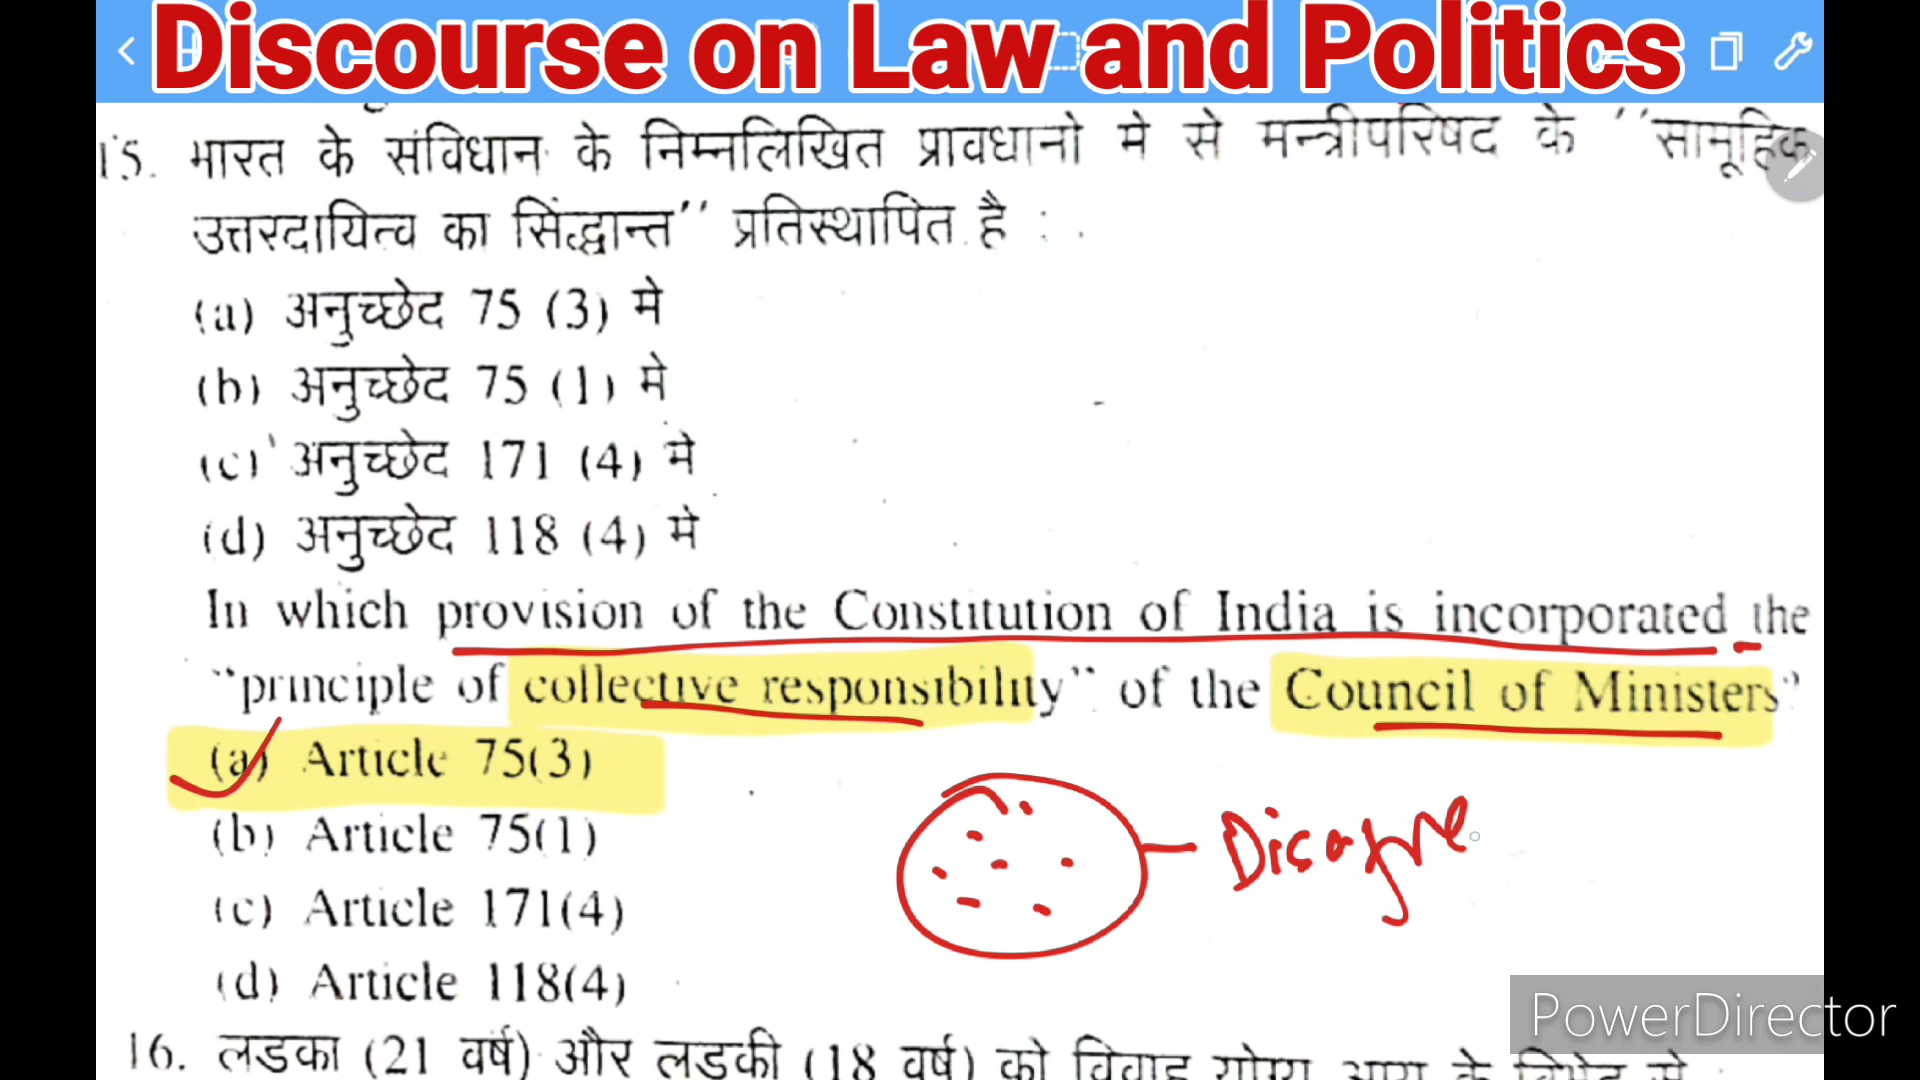 Discourse on Law and Politics
15. भारत के संविधान के निम्नलिखित प्रावधानो मे से मन्त्रीपरिषद के ''सामूहिक
उत्तरदायित्व का सिंद्धान्त'' प्रतिस्थापित है :
(a) अनुच्छेद 75 (3) मे
(b) अनुच्छेद 75 (1) मे
(c) अनुच्छेद 171 (4) मे
(d) अनुच्छेद 118 (4) मे
In which provision of the Constitution of India is incorporated the
''principle of collective responsibility'' of the Council of Ministers?
(a) Article 75(3)
(b) Article 75(1)
(c) Article 171(4)
(d) Article 118(4)
Disagre
16. लडका (21 वर्ष) और लडकी (18 वर्ष) को विवाह योग्य आयु के विभेद से
PowerDirector